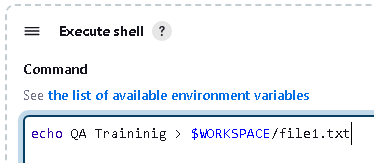 Execute shell ?
Command
See the list of available environment variables
echo QA Traininig > $WORKSPACE/file1.txt